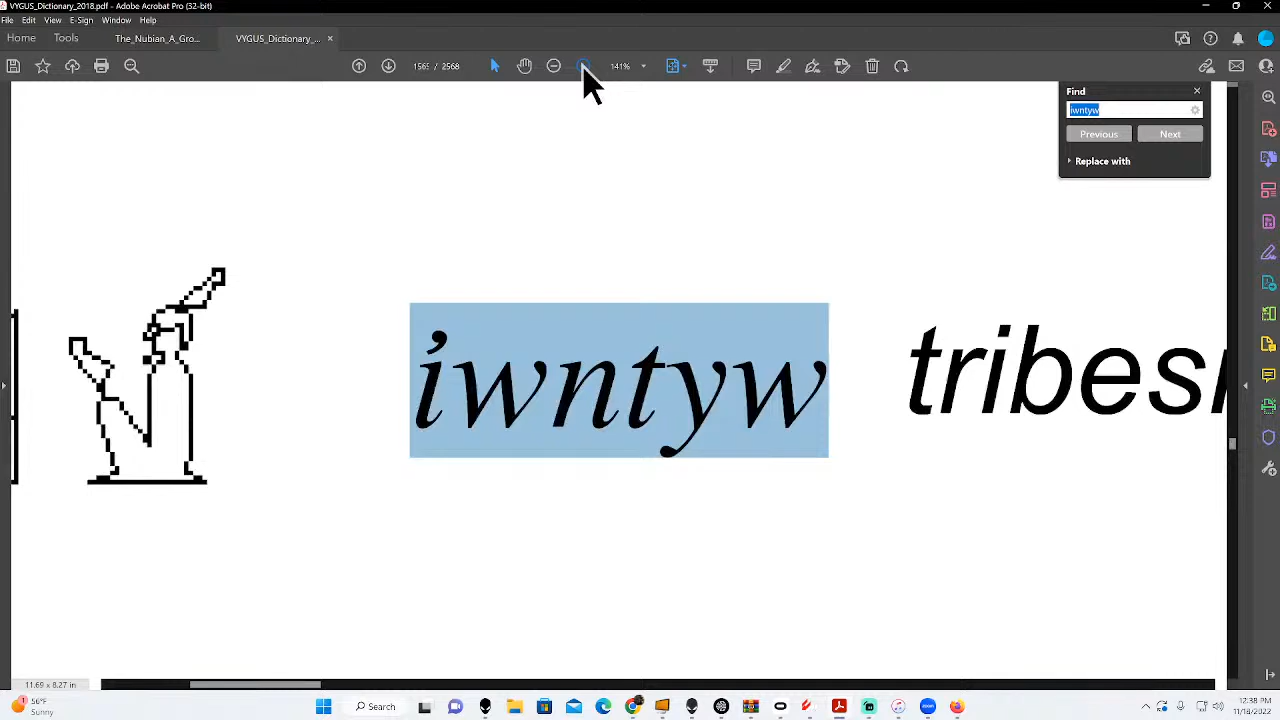 VYGUS_Dictionary_2018.pdf - Adobe Acrobat Pro (32-bit)
File Edit View E-Sign Window Help
Home Tools The_Nubian_A_Gro... VYGUS_Dictionary_... ×
1565 / 2568 141%
Find
iwntyw
Previous Next
Replace with
iwntyw tribes
11.69 x 8.27 in
56°F
Sunny
Search
12:38 PM
11/18/2022